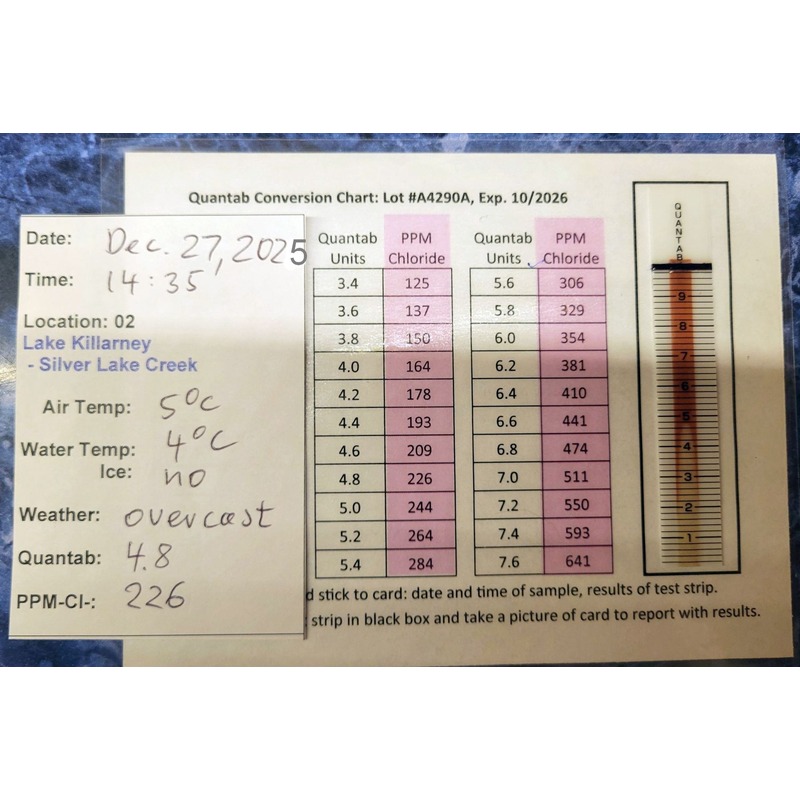 Quantab Conversion Chart: Lot #A4290A, Exp. 10/2026
Date: Dec. 27, 2025
Time: 14:35'
Location: 02
Lake Killarney
- Silver Lake Creek
Air Temp: 5°C
Water Temp: 4°C
Ice: no
Weather: overcast
Quantab: 4.8
PPM-Cl-: 226
Quantab Units PPM Chloride
3.4 125
3.6 137
3.8 150
4.0 164
4.2 178
4.4 193
4.6 209
4.8 226
5.0 244
5.2 264
5.4 284
Quantab Units PPM Chloride
5.6 306
5.8 329
6.0 354
6.2 381
6.4 410
6.6 441
6.8 474
7.0 511
7.2 550
7.4 593
7.6 641
QUANTAB
9
8
7
6
5
4
3
2
1
d stick to card: date and time of sample, results of test strip.
strip in black box and take a picture of card to report with results.